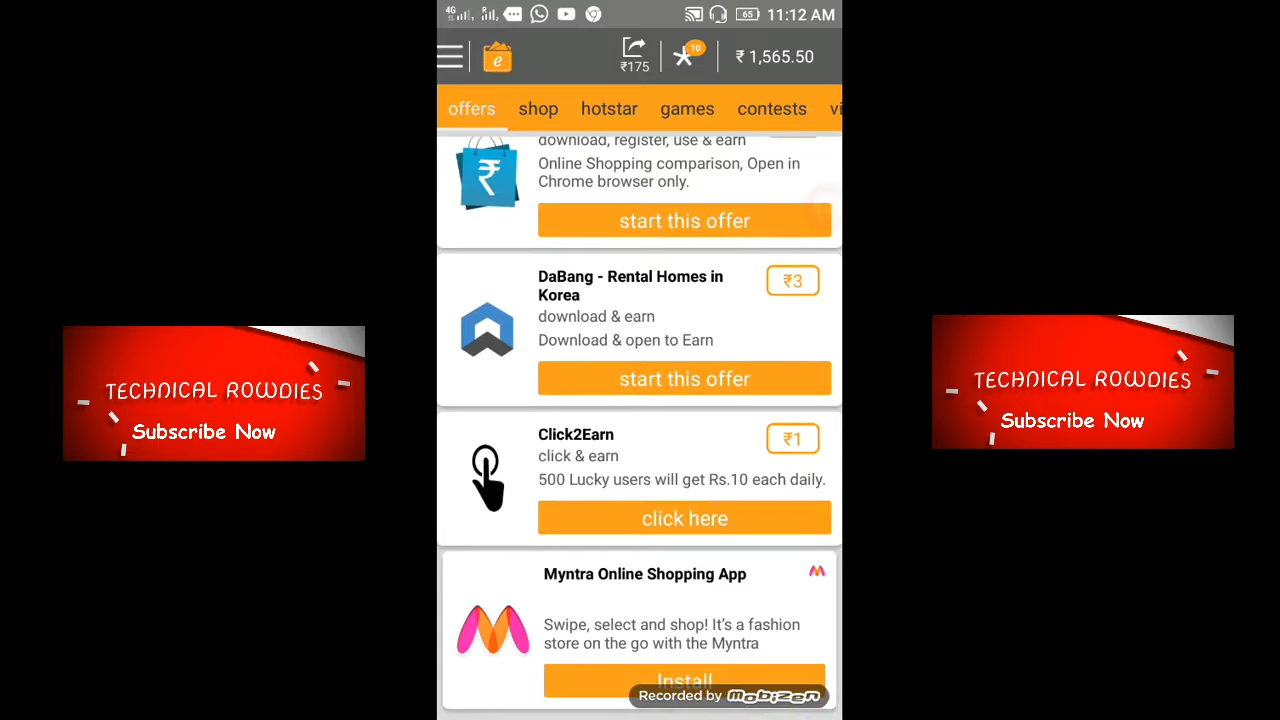 4G
R
65
11:12 AM
e
₹175
10
₹ 1,565.50
offers
shop
hotstar
games
contests
vi
download, register, use & earn
Online Shopping comparison, Open in
Chrome browser only.
₹
start this offer
DaBang - Rental Homes in
Korea
₹3
download & earn
Download & open to Earn
start this offer
Click2Earn
₹1
click & earn
500 Lucky users will get Rs.10 each daily.
click here
Myntra Online Shopping App
Swipe, select and shop! It's a fashion
store on the go with the Myntra
Install
Recorded by Mobizen
TECHNICAL ROWDIES
Subscribe Now
TECHNICAL ROWDIES
Subscribe Now